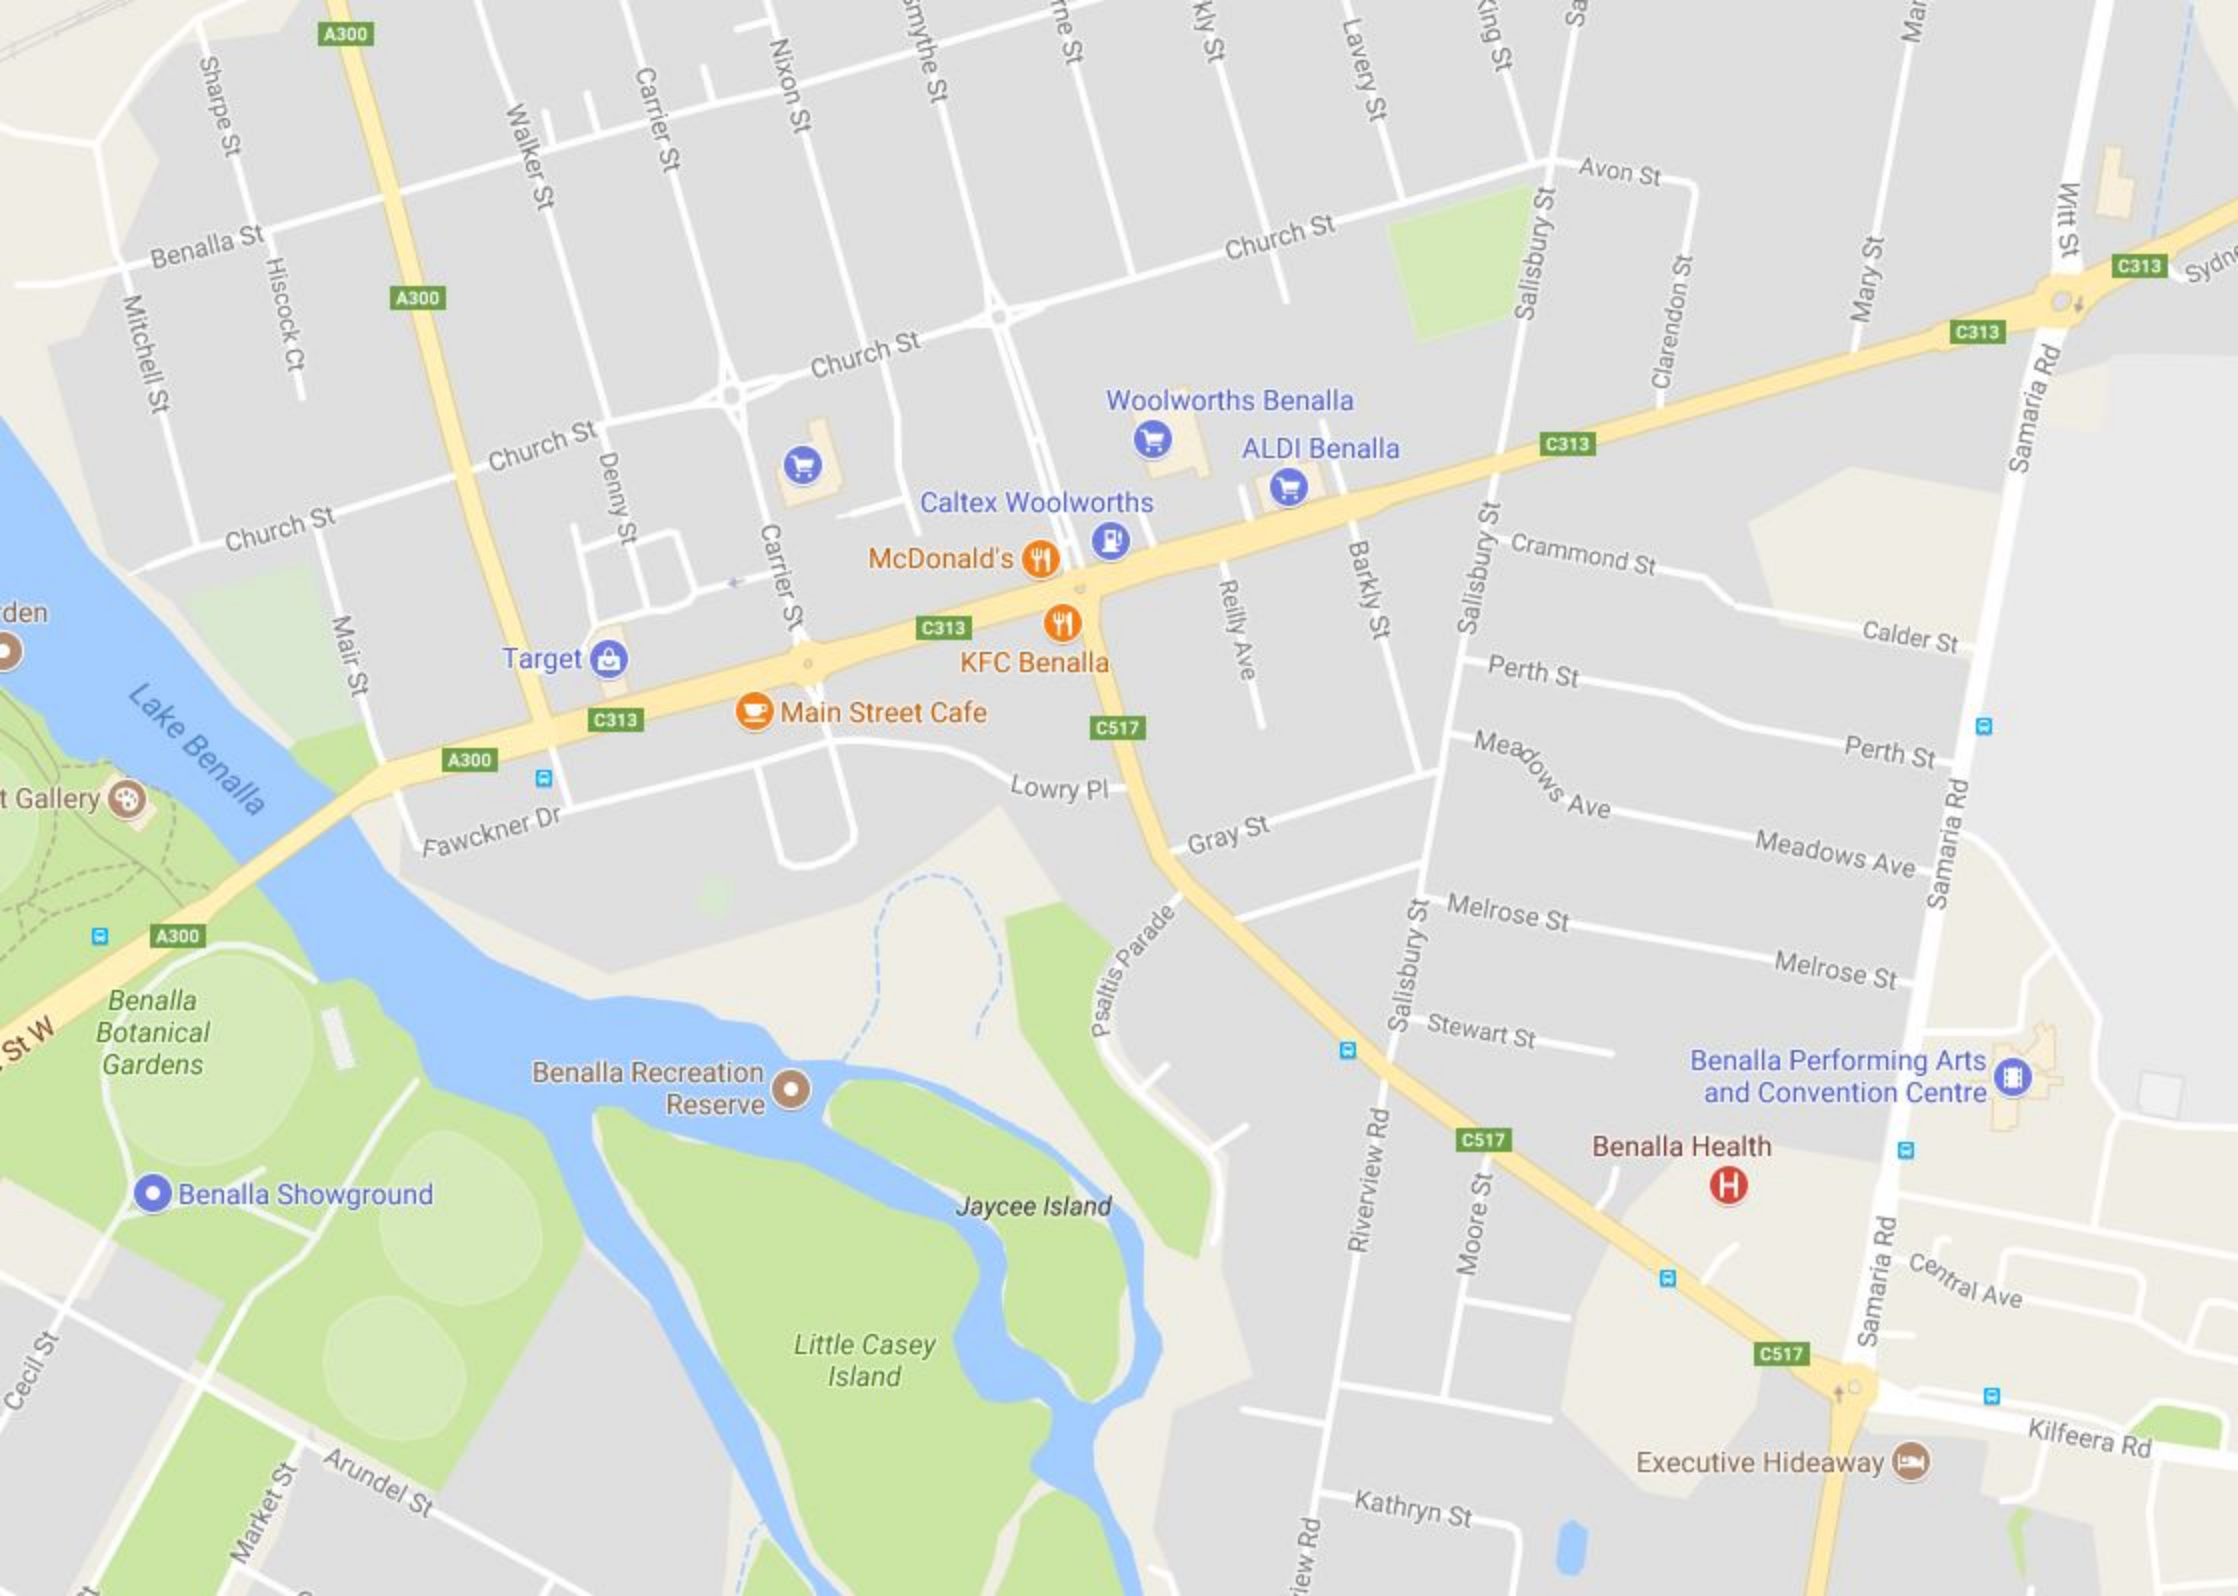 A300
Sharpe St
Walker St
Carrier St
Nixon St
Smythe St
Lavery St
King St
Avon St
Benalla St
Hiscock Ct
Mitchell St
A300
Church St
Salisbury St
Clarendon St
Mary St
Witt St
C313
C313
Samaria Rd
Church St
Woolworths Benalla
ALDI Benalla
C313
Church St
Denny St
Church St
Caltex Woolworths
McDonald's
Carrier St
Barkly St
Salisbury St
Crammond St
Calder St
Mair St
Target
C313
KFC Benalla
Reilly Ave
Perth St
Perth St
Lake Benalla
C313
Main Street Cafe
C517
Meadows Ave
Meadows Ave
A300
Lowry Pl
t Gallery
Fawckner Dr
Gray St
Samaria Rd
A300
Psaltis Parade
Salisbury St
Melrose St
Melrose St
Stewart St
St W
Benalla
Botanical
Gardens
Benalla Recreation
Reserve
Benalla Performing Arts
and Convention Centre
Riverview Rd
C517
Benalla Health
Benalla Showground
Jaycee Island
Moore St
Samaria Rd
Central Ave
Cecil St
Little Casey
Island
C517
Kilfeera Rd
Executive Hideaway
Arundel St
Market St
Kathryn St
view Rd